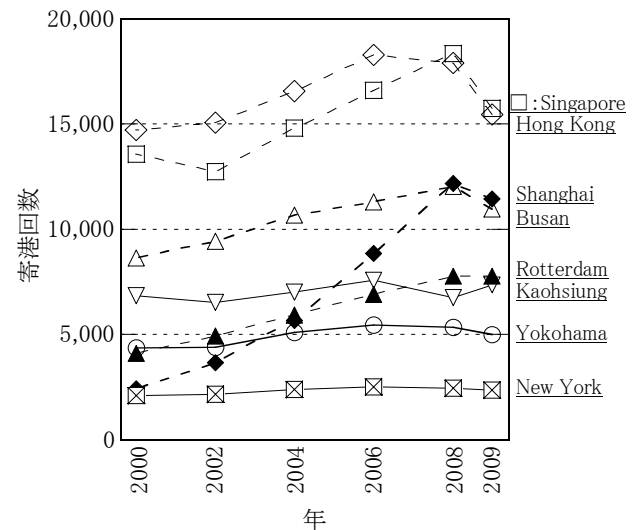 20,000
15,000
10,000
5,000
0
寄港回数
□:Singapore
Hong Kong
Shanghai
Busan
Rotterdam
Kaohsiung
Yokohama
New York
2000
2002
2004
2006
2008
2009
年